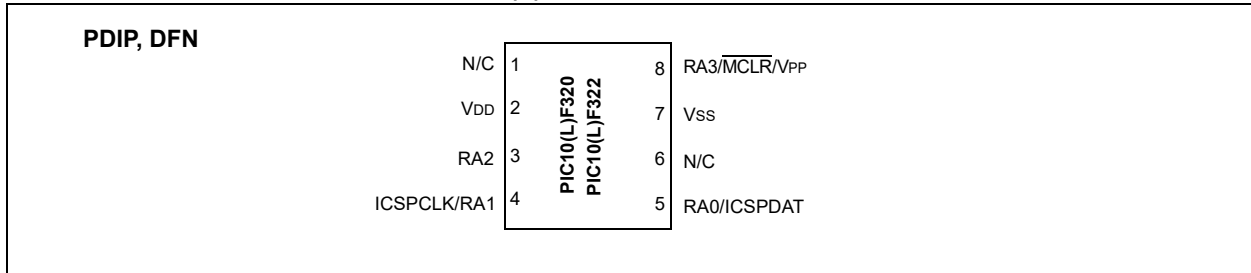 PDIP, DFN
N/C 1
VDD 2
RA2 3
ICSPCLK/RA1 4
PIC10(L)F320
PIC10(L)F322
8 RA3/MCLR/VPP
7 VSS
6 N/C
5 RA0/ICSPDAT